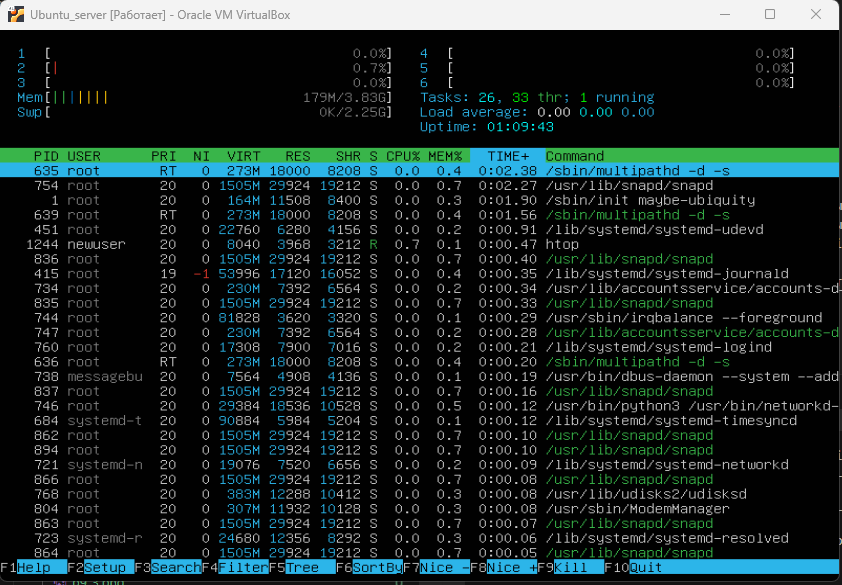 Ubuntu_server [Работает] - Oracle VM VirtualBox
1 [ 0.0%] 4 [ 0.0%]
2 [| 0.7%] 5 [ 0.0%]
3 [ 0.0%] 6 [ 0.0%]
Mem[||||||| 179M/3.83G] Tasks: 26, 33 thr; 1 running
Swp[ 0K/2.25G] Load average: 0.00 0.00 0.00
Uptime: 01:09:43
PID USER PRI NI VIRT RES SHR S CPU% MEM% TIME+ Command
635 root RT 0 273M 18000 8208 S 0.0 0.4 0:02.38 /sbin/multipathd -d -s
754 root 20 0 1505M 29924 19212 S 0.0 0.7 0:02.27 /usr/lib/snapd/snapd
1 root 20 0 164M 11508 8400 S 0.0 0.3 0:01.90 /sbin/init maybe-ubiquity
639 root RT 0 273M 18000 8208 S 0.0 0.4 0:01.56 /sbin/multipathd -d -s
451 root 20 0 22760 6280 4156 S 0.0 0.2 0:00.91 /lib/systemd/systemd-udevd
1244 newuser 20 0 8040 3968 3212 R 0.7 0.1 0:00.47 htop
836 root 20 0 1505M 29924 19212 S 0.0 0.7 0:00.40 /usr/lib/snapd/snapd
415 root 19 -1 53996 17120 16052 S 0.0 0.4 0:00.35 /lib/systemd/systemd-journald
734 root 20 0 230M 7392 6564 S 0.0 0.2 0:00.34 /usr/lib/accountsservice/accounts-d
835 root 20 0 1505M 29924 19212 S 0.0 0.7 0:00.33 /usr/lib/snapd/snapd
744 root 20 0 81828 3620 3320 S 0.0 0.1 0:00.29 /usr/sbin/irqbalance --foreground
747 root 20 0 230M 7392 6564 S 0.0 0.2 0:00.28 /usr/lib/accountsservice/accounts-d
760 root 20 0 17308 7900 7016 S 0.0 0.2 0:00.21 /lib/systemd/systemd-logind
636 root RT 0 273M 18000 8208 S 0.0 0.4 0:00.20 /sbin/multipathd -d -s
738 messagebu 20 0 7564 4908 4136 S 0.0 0.1 0:00.19 /usr/bin/dbus-daemon --system --add
837 root 20 0 1505M 29924 19212 S 0.0 0.7 0:00.16 /usr/lib/snapd/snapd
746 root 20 0 29384 18536 10528 S 0.0 0.5 0:00.12 /usr/bin/python3 /usr/bin/networkd-
684 systemd-t 20 0 90884 5984 5204 S 0.0 0.1 0:00.12 /lib/systemd/systemd-timesyncd
862 root 20 0 1505M 29924 19212 S 0.0 0.7 0:00.10 /usr/lib/snapd/snapd
894 root 20 0 1505M 29924 19212 S 0.0 0.7 0:00.10 /usr/lib/snapd/snapd
721 systemd-n 20 0 19076 7520 6656 S 0.0 0.2 0:00.09 /lib/systemd/systemd-networkd
866 root 20 0 1505M 29924 19212 S 0.0 0.7 0:00.08 /usr/lib/snapd/snapd
768 root 20 0 383M 12288 10412 S 0.0 0.3 0:00.08 /usr/lib/udisks2/udisksd
804 root 20 0 307M 11932 10128 S 0.0 0.3 0:00.08 /usr/sbin/ModemManager
863 root 20 0 1505M 29924 19212 S 0.0 0.7 0:00.07 /usr/lib/snapd/snapd
723 systemd-r 20 0 24680 12356 8292 S 0.0 0.3 0:00.06 /lib/systemd/systemd-resolved
864 root 20 0 1505M 29924 19212 S 0.0 0.7 0:00.05 /usr/lib/snapd/snapd
F1Help F2Setup F3SearchF4FilterF5Tree F6SortByF7Nice -F8Nice +F9Kill F10Quit